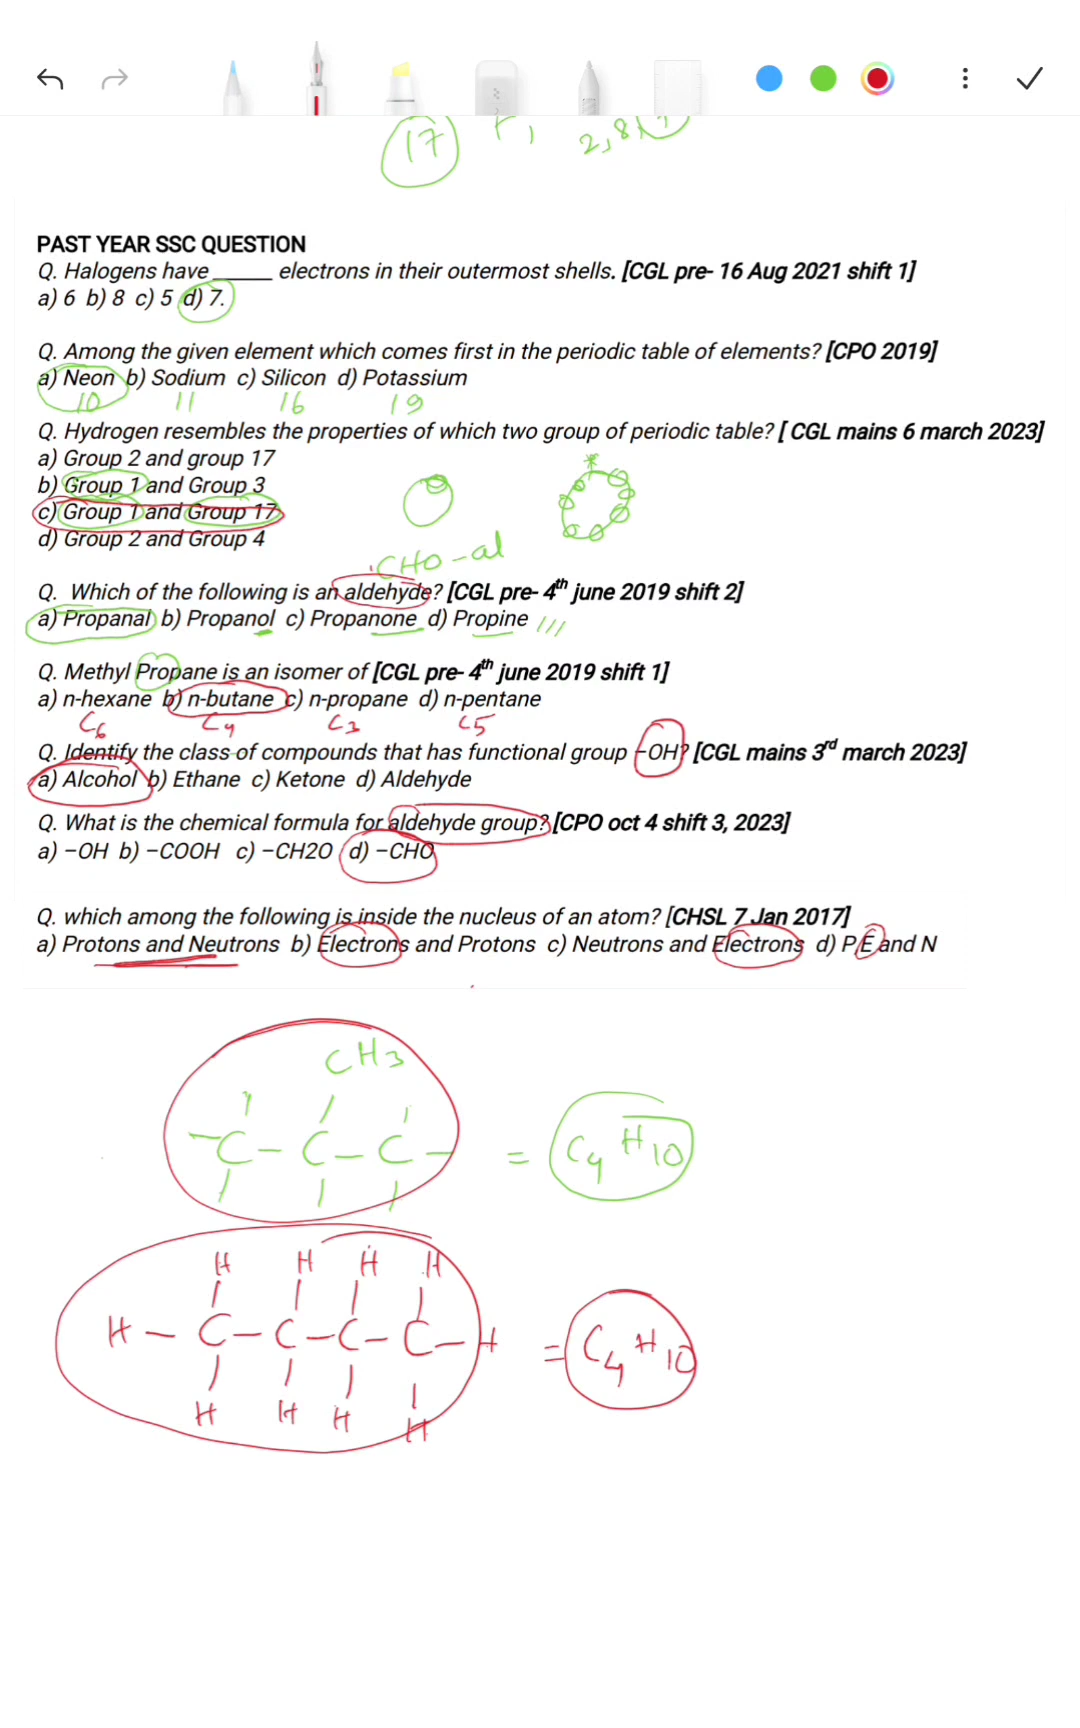 17
2,8,7
PAST YEAR SSC QUESTION
Q. Halogens have _____ electrons in their outermost shells. [CGL pre- 16 Aug 2021 shift 1]
a) 6 b) 8 c) 5 d) 7.
Q. Among the given element which comes first in the periodic table of elements? [CPO 2019]
a) Neon b) Sodium c) Silicon d) Potassium
10 11 16 19
Q. Hydrogen resembles the properties of which two group of periodic table? [ CGL mains 6 march 2023]
a) Group 2 and group 17
b) Group 1 and Group 3
c) Group 1 and Group 17
d) Group 2 and Group 4
CHO-al
Q. Which of the following is an aldehyde? [CGL pre- 4th june 2019 shift 2]
a) Propanal b) Propanol c) Propanone d) Propine
Q. Methyl Propane is an isomer of [CGL pre- 4th june 2019 shift 1]
a) n-hexane b) n-butane c) n-propane d) n-pentane
C6 C4 C3 C5
Q. Identify the class of compounds that has functional group –OH? [CGL mains 3rd march 2023]
a) Alcohol b) Ethane c) Ketone d) Aldehyde
Q. What is the chemical formula for aldehyde group? [CPO oct 4 shift 3, 2023]
a) –OH b) –COOH c) –CH2O d) –CHO
Q. which among the following is inside the nucleus of an atom? [CHSL 7 Jan 2017]
a) Protons and Neutrons b) Electrons and Protons c) Neutrons and Electrons d) P E and N
CH3
-C-C-C- = C4H10
H H H H
H-C-C-C-C-H = C4H10
H H H H